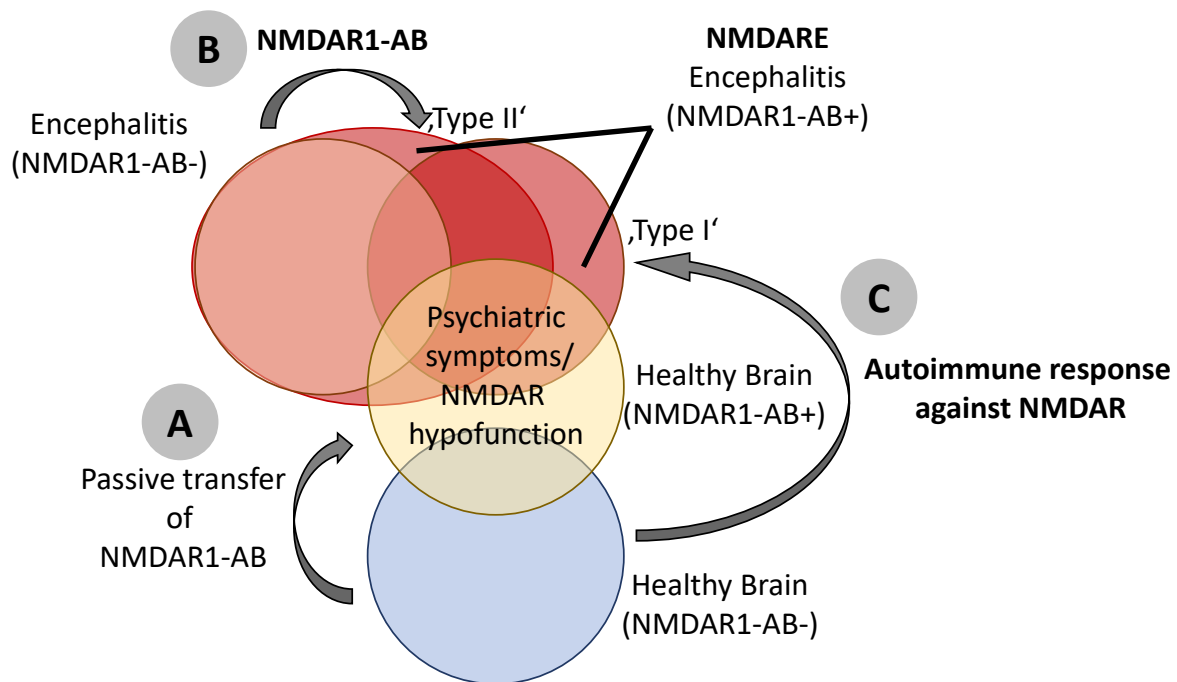 B
NMDAR1-AB
NMDARE
Encephalitis
(NMDAR1-AB+)
Encephalitis
(NMDAR1-AB-)
‚Type II‘
‚Type I‘
C
Autoimmune response
against NMDAR
Psychiatric
symptoms/
NMDAR
hypofunction
Healthy Brain
(NMDAR1-AB+)
A
Passive transfer
of
NMDAR1-AB
Healthy Brain
(NMDAR1-AB-)